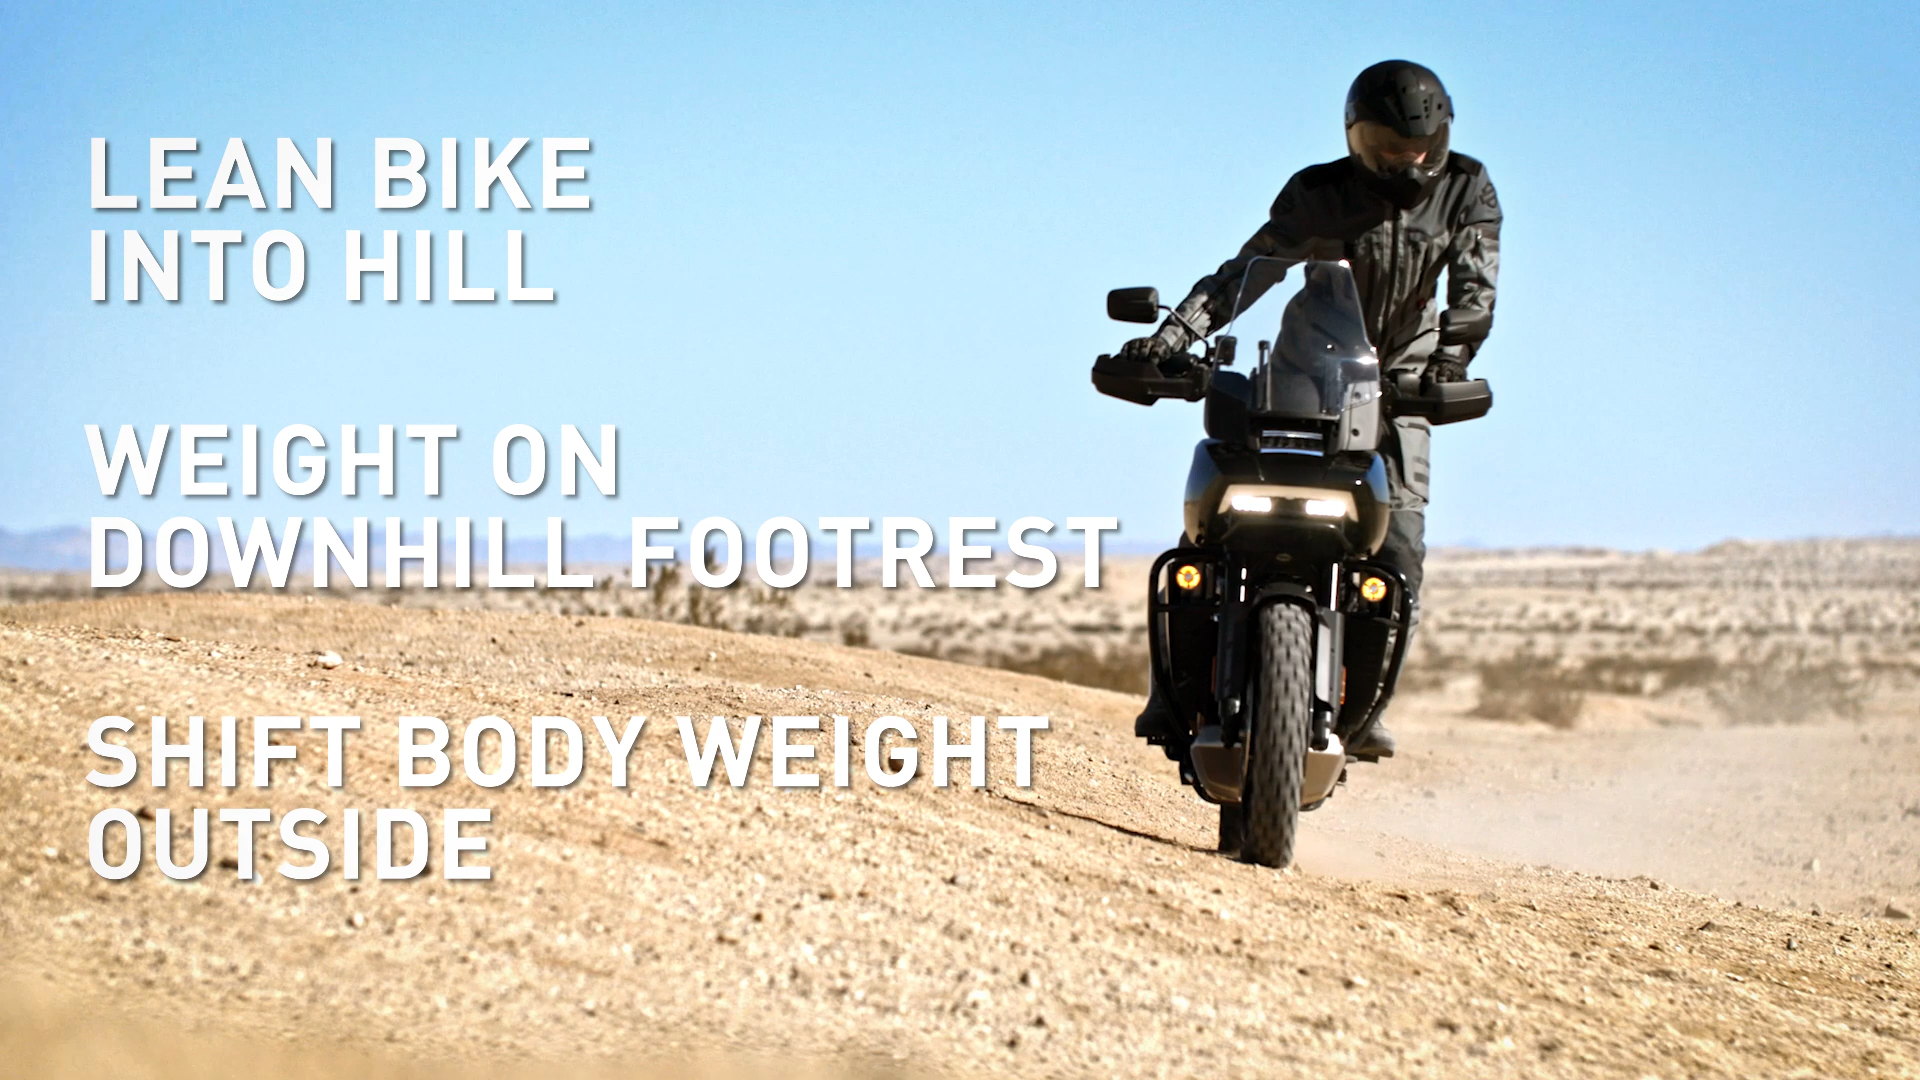 LEAN BIKE
INTO HILL
WEIGHT ON
DOWNHILL FOOTREST
SHIFT BODY WEIGHT
OUTSIDE